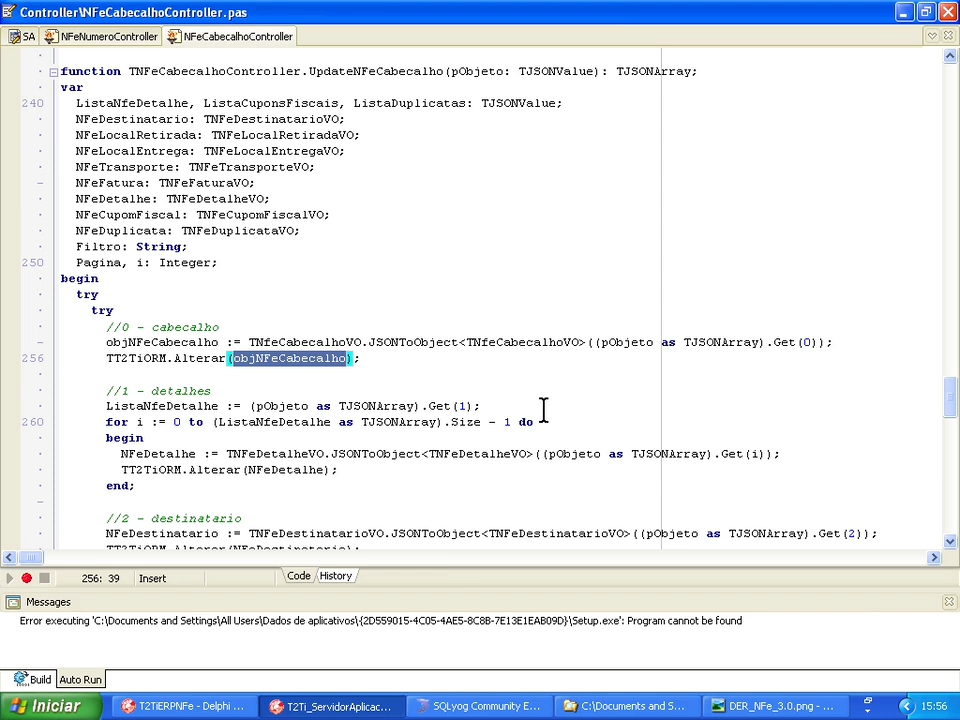 Controller\NFeCabecalhoController.pas
SA NFeNumeroController NFeCabecalhoController
function TNFeCabecalhoController.UpdateNFeCabecalho(pObjeto: TJSONValue): TJSONArray;
var
240 ListaNfeDetalhe, ListaCuponsFiscais, ListaDuplicatas: TJSONValue;
NFeDestinatario: TNFeDestinatarioVO;
NFeLocalRetirada: TNFeLocalRetiradaVO;
NFeLocalEntrega: TNFeLocalEntregaVO;
NFeTransporte: TNFeTransporteVO;
NFeFatura: TNFeFaturaVO;
NFeDetalhe: TNFeDetalheVO;
NFeCupomFiscal: TNFeCupomFiscalVO;
NFeDuplicata: TNFeDuplicataVO;
Filtro: String;
250 Pagina, i: Integer;
begin
try
try
//0 - cabecalho
objNFeCabecalho := TNfeCabecalhoVO.JSONToObject<TNfeCabecalhoVO>((pObjeto as TJSONArray).Get(0));
256 TT2TiORM.Alterar(objNFeCabecalho);
//1 - detalhes
ListaNfeDetalhe := (pObjeto as TJSONArray).Get(1);
260 for i := 0 to (ListaNfeDetalhe as TJSONArray).Size - 1 do
begin
NFeDetalhe := TNFeDetalheVO.JSONToObject<TNFeDetalheVO>((pObjeto as TJSONArray).Get(i));
TT2TiORM.Alterar(NFeDetalhe);
end;
//2 - destinatario
NFeDestinatario := TNFeDestinatarioVO.JSONToObject<TNFeDestinatarioVO>((pObjeto as TJSONArray).Get(2));
TT2TiORM.Alterar(NFeDestinatario);
256: 39 Insert Code History
Messages
Error executing 'C:\Documents and Settings\All Users\Dados de aplicativos\{2D559015-4C05-4AE5-8C8B-7E13E1EAB09D}\Setup.exe': Program cannot be found
Build Auto Run
Iniciar T2TiERPNFe - Delphi ... T2Ti_ServidorAplicac... SQLyog Community E... C:\Documents and S... DER_NFe_3.0.png - ... 15:56